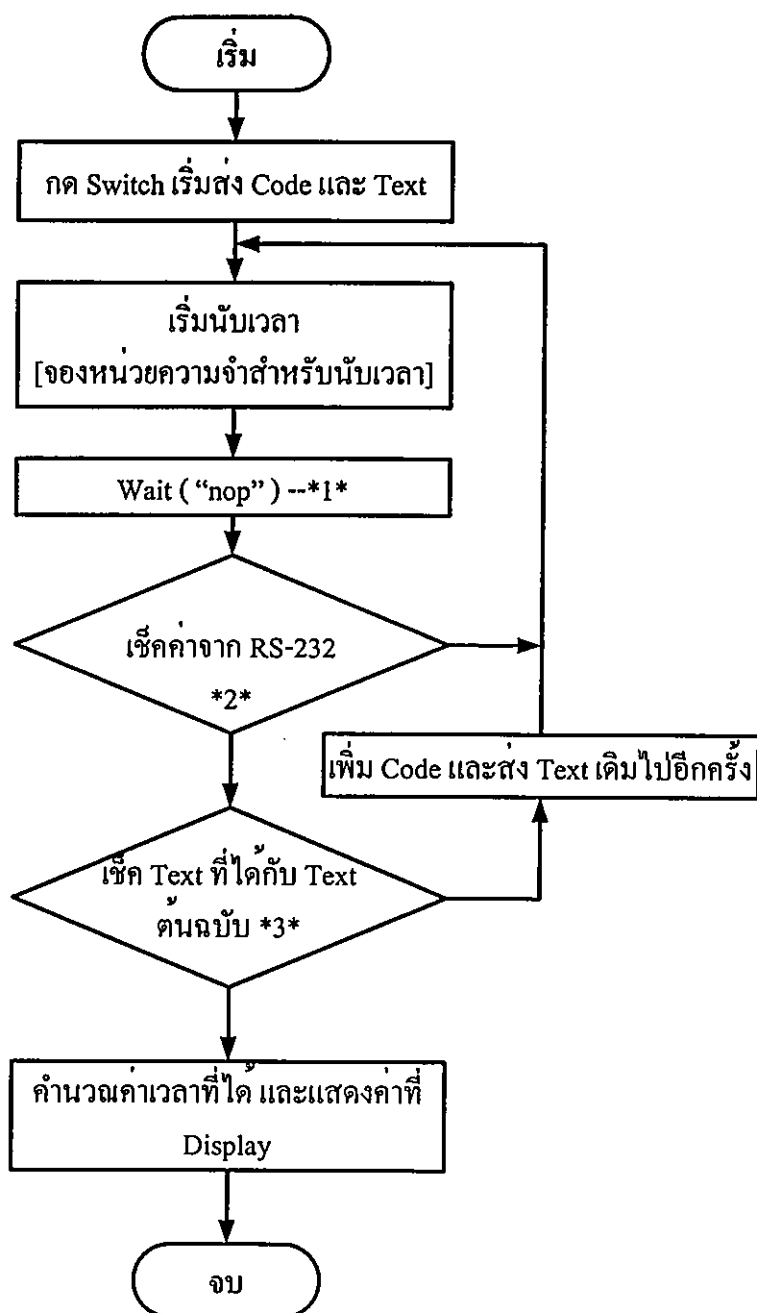 เริ่ม
กด Switch เริ่มส่ง Code และ Text
เริ่มนับเวลา
[จองหน่วยความจำสำหรับนับเวลา]
Wait ( “nop” ) --*1*
เช็คค่าจาก RS-232
*2*
เพิ่ม Code และส่ง Text เดิมไปอีกครั้ง
เช็ค Text ที่ได้กับ Text
ต้นฉบับ *3*
คำนวณค่าเวลาที่ได้ และแสดงค่าที่
Display
จบ